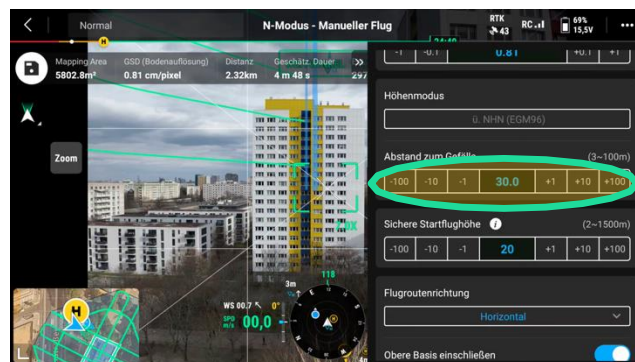 Normal
N-Modus - Manueller Flug
RTK
43
RC
69%
15,5V
Mapping Area
5802.8m²
GSD (Bodenauflösung)
0.81 cm/pixel
Distanz
2.32km
Geschätz. Dauer
4 m 48 s
297
-1 -0.1 0.81 +0.1 +1
Höhenmodus
ü. NHN (EGM96)
Abstand zum Gefälle (3~100m)
-100 -10 -1 30.0 +1 +10 +100
Sichere Startflughöhe (2~1500m)
-100 -10 -1 20 +1 +10 +100
Flugroutenrichtung
Horizontal
Obere Basis einschließen
Zoom
3m
118
WS 00.7
0°
SPD
m/s
00,0
H
H
N